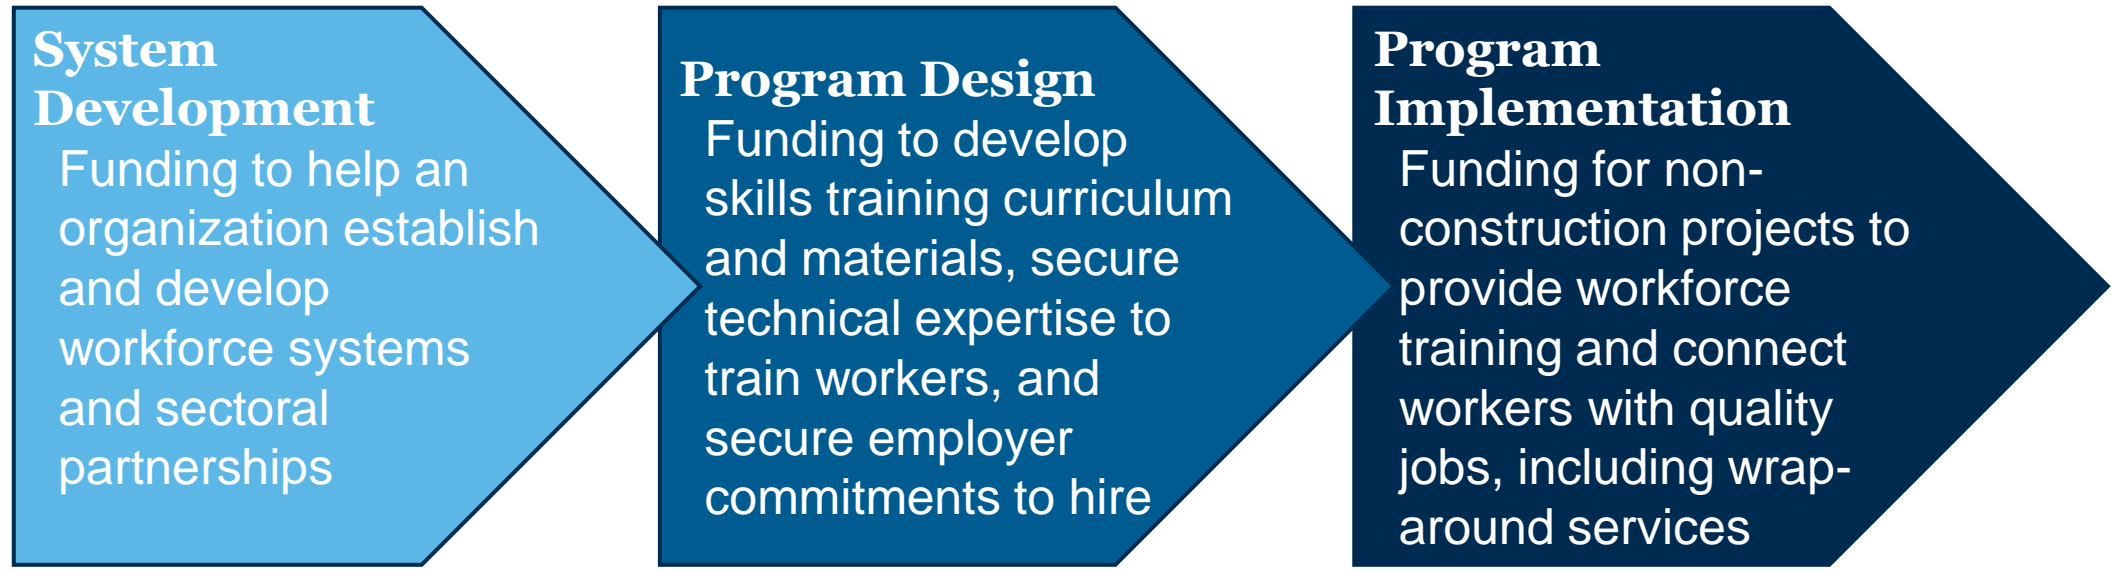 System
Development
Funding to help an
organization establish
and develop
workforce systems
and sectoral
partnerships
Program Design
Funding to develop
skills training curriculum
and materials, secure
technical expertise to
train workers, and
secure employer
commitments to hire
Program
Implementation
Funding for non-
construction projects to
provide workforce
training and connect
workers with quality
jobs, including wrap-
around services